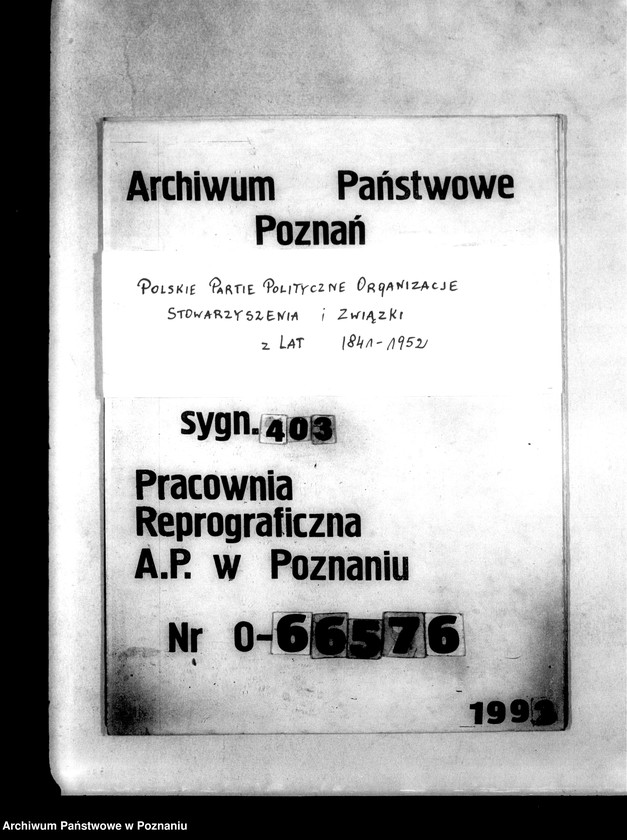 Archiwum Państwowe
Poznań
POLSKIE PARTIE POLITYCZNE ORGANIZACJE
STOWARZYSZENIA i ZWIĄZKI
z LAT 1841-1952
sygn. 403
Pracownia
Reprograficzna
A.P. w Poznaniu
Nr O-66576
1993
Archiwum Państwowe w Poznaniu